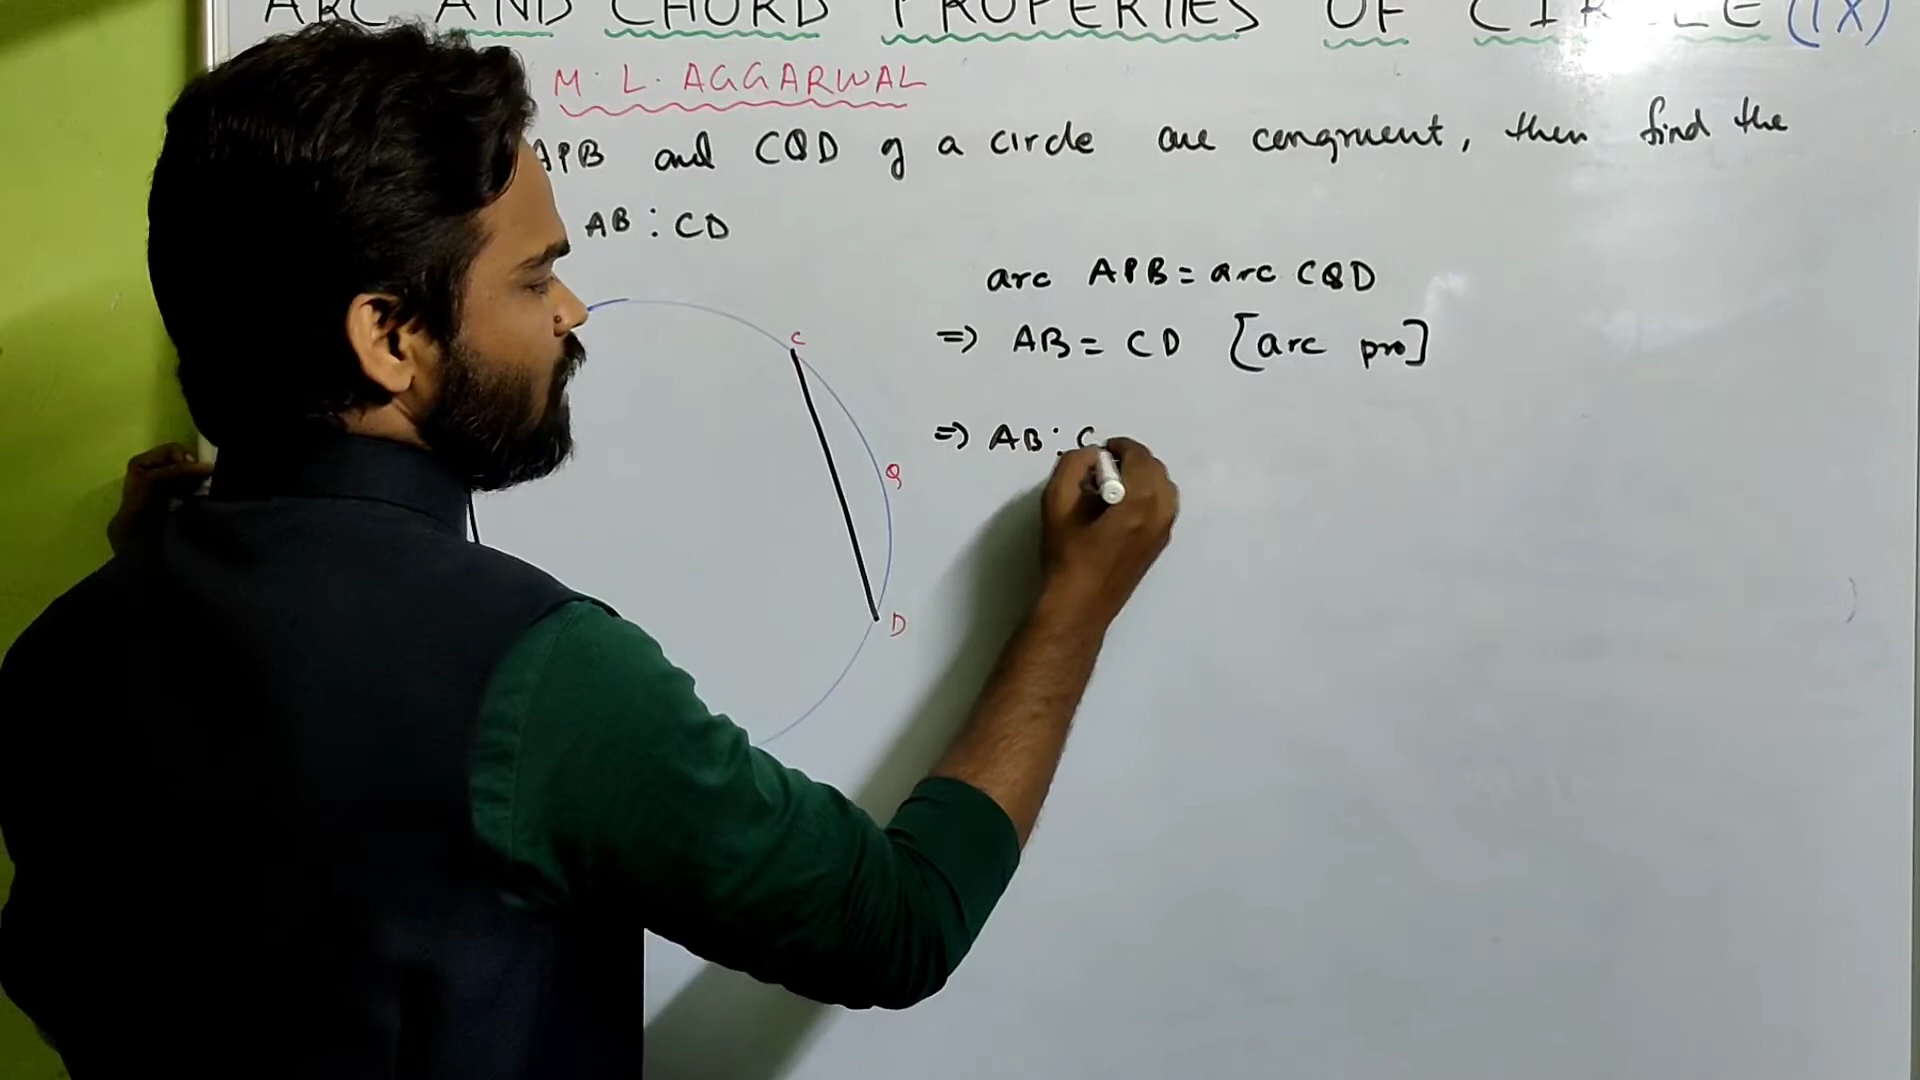 ARC AND CHORD PROPERTIES OF CIRCLE (IX)
M. L. AGGARWAL
APB and CQD of a circle are congruent, then find the
AB : CD
arc APB = arc CQD
=> AB = CD [arc pro]
=> AB : C
C
Q
D